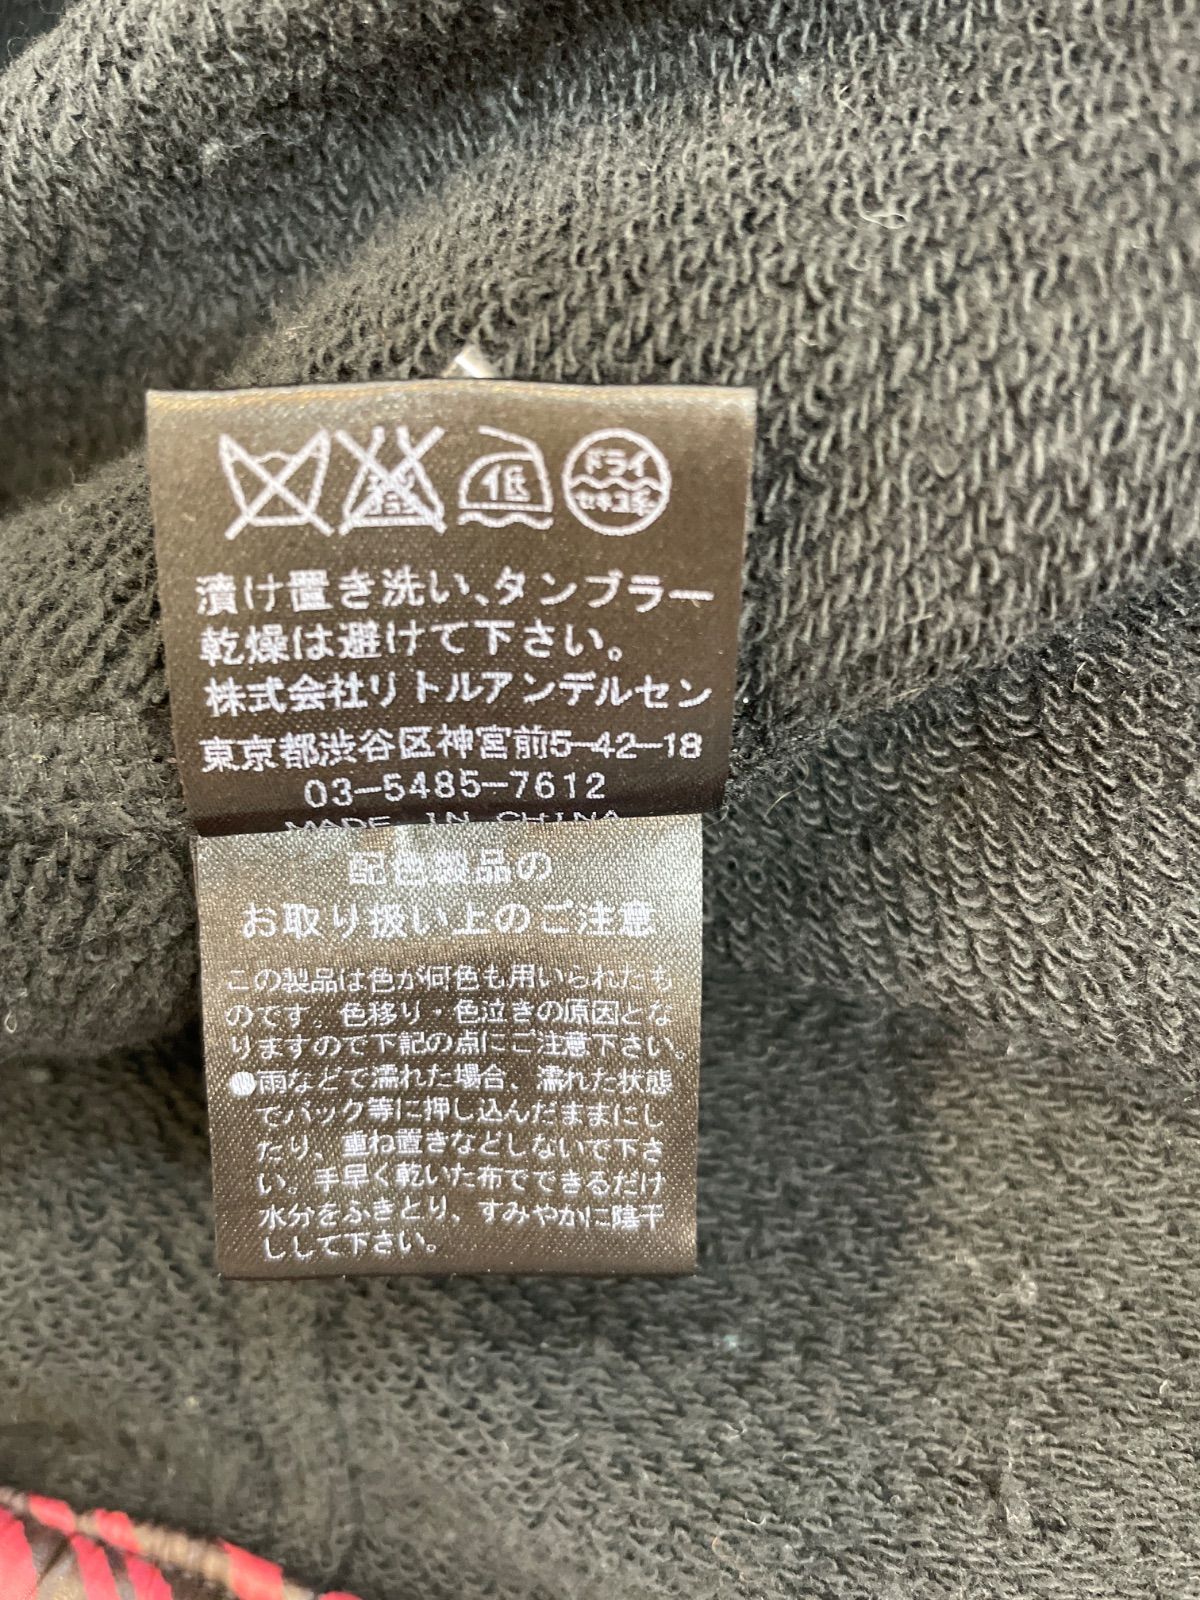 低
ドライ
セキユ系
漬け置き洗い、タンブラー
乾燥は避けて下さい。
株式会社リトルアンデルセン
東京都渋谷区神宮前5-42-18
03-5485-7612
MADE IN CHINA
配色製品の
お取り扱い上のご注意
この製品は色が何色も用いられたも
のです。色移り・色泣きの原因とな
りますので下記の点にご注意下さい。
●雨などで濡れた場合、濡れた状態
でバック等に押し込んだままにし
たり、重ね置きなどしないで下さ
い。手早く乾いた布でできるだけ
水分をふきとり、すみやかに陰干
しして下さい。